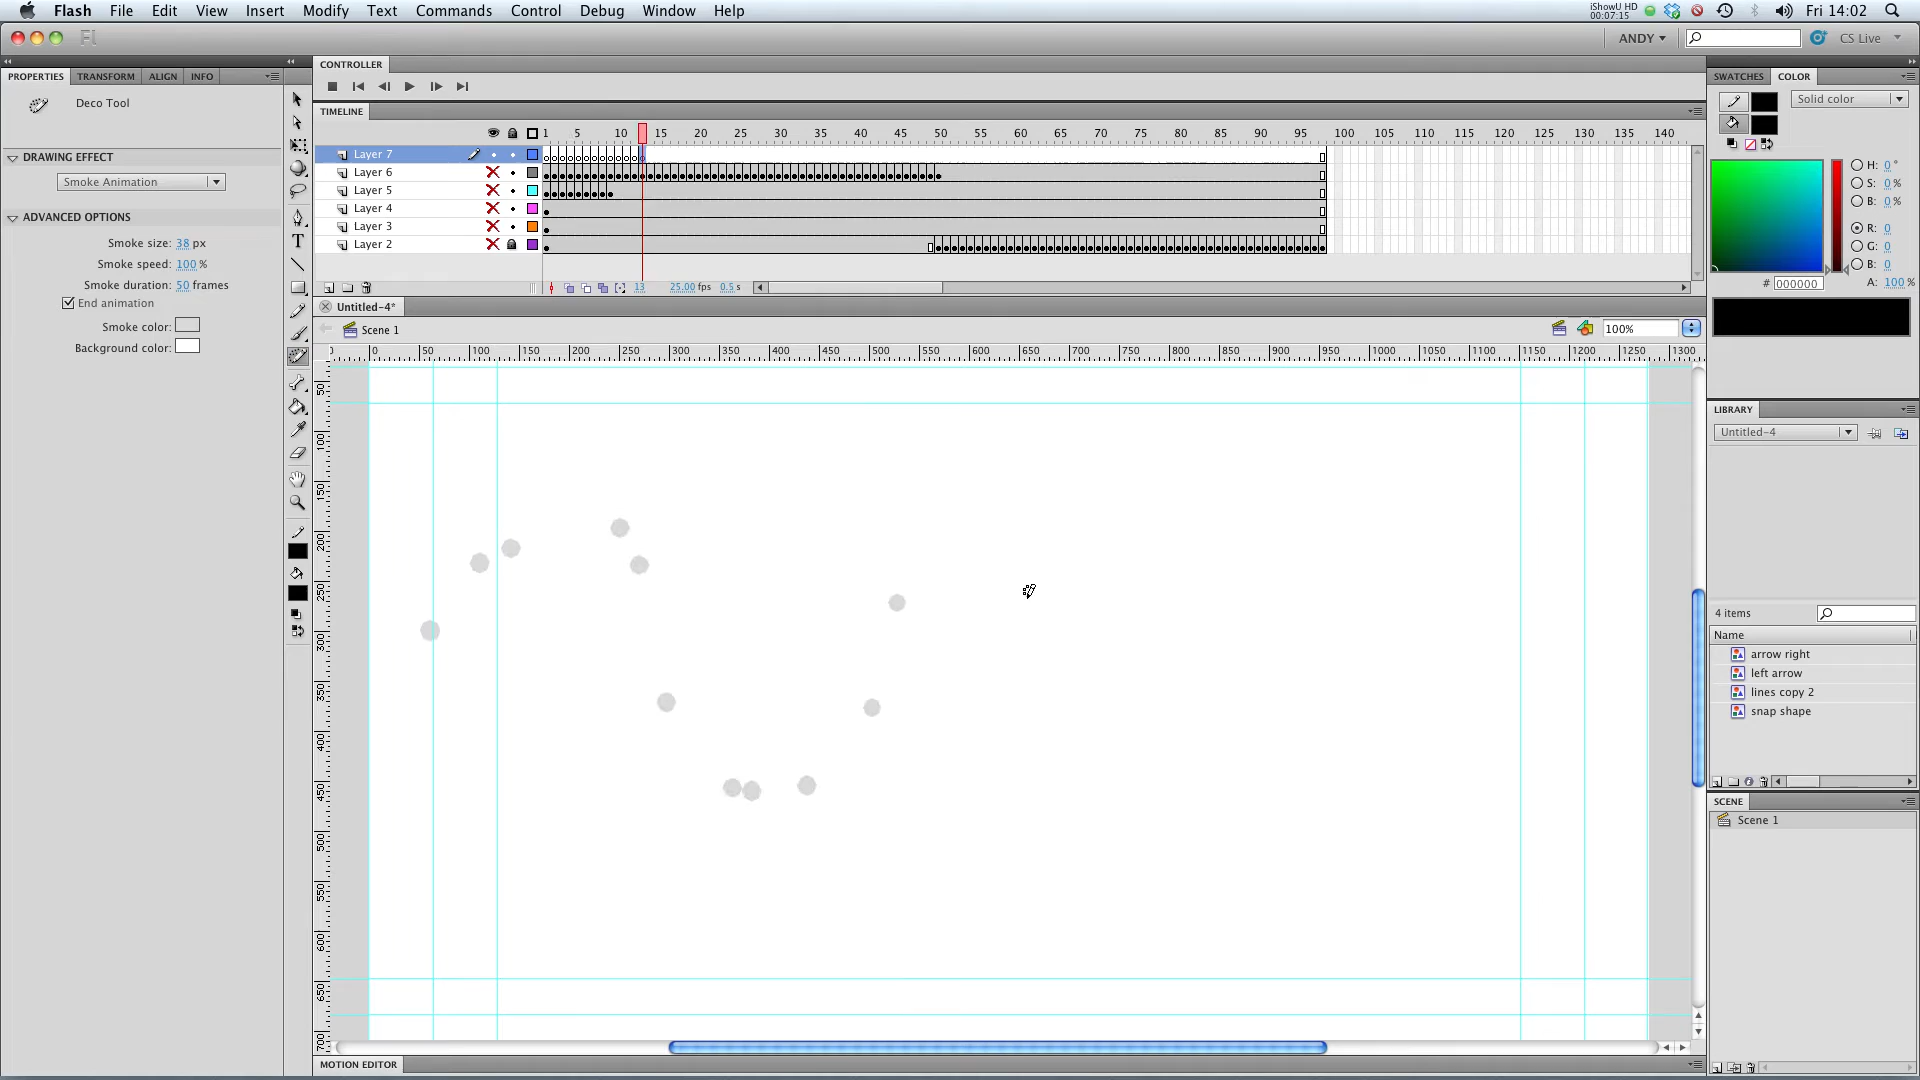 Flash File Edit View Insert Modify Text Commands Control Debug Window Help
iShowU HD
00:07:15
Fri 14:02
Fl
ANDY
CS Live
PROPERTIES TRANSFORM ALIGN INFO
Deco Tool
DRAWING EFFECT
Smoke Animation
ADVANCED OPTIONS
Smoke size: 38 px
Smoke speed: 100 %
Smoke duration: 50 frames
End animation
Smoke color:
Background color:
CONTROLLER
TIMELINE
1 5 10 15 20 25 30 35 40 45 50 55 60 65 70 75 80 85 90 95 100 105 110 115 120 125 130 135 140
Layer 7
Layer 6
Layer 5
Layer 4
Layer 3
Layer 2
13 25.00 fps 0.5 s
Untitled-4*
Scene 1
100%
0 50 100 150 200 250 300 350 400 450 500 550 600 650 700 750 800 850 900 950 1000 1050 1100 1150 1200 1250 1300
50
100
150
200
250
300
350
400
450
500
550
600
650
700
MOTION EDITOR
SWATCHES COLOR
Solid color
H: 0 °
S: 0 %
B: 0 %
R: 0
G: 0
B: 0
# 000000
A: 100 %
LIBRARY
Untitled-4
4 items
Name
arrow right
left arrow
lines copy 2
snap shape
SCENE
Scene 1